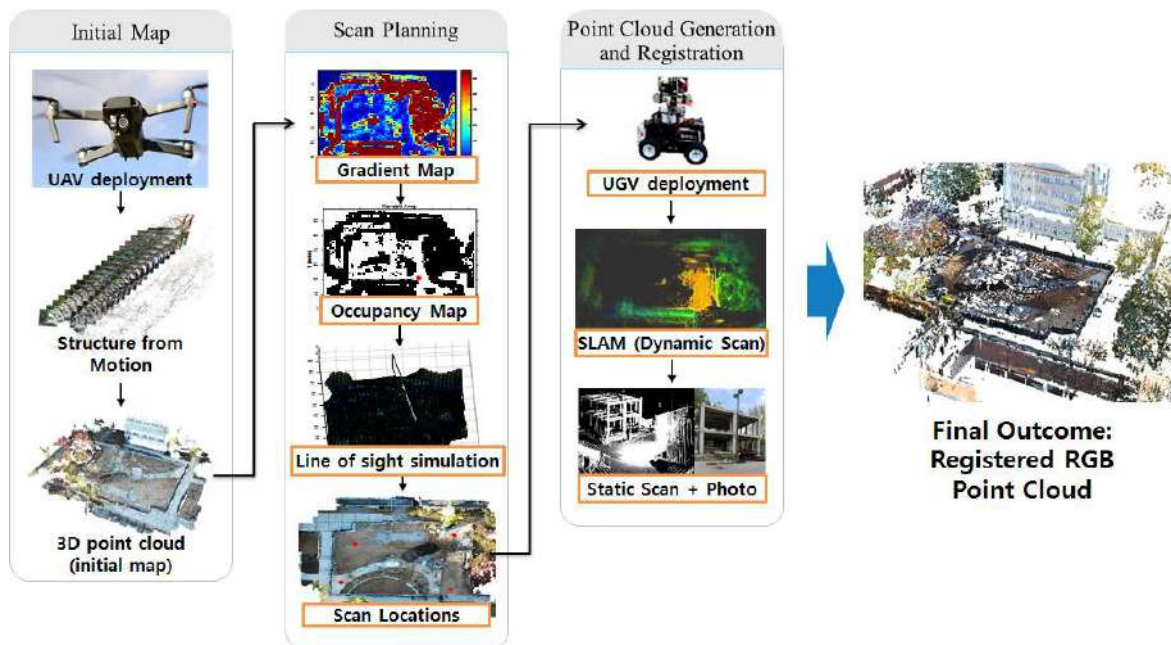 Initial Map
UAV deployment
Structure from
Motion
3D point cloud
(initial map)
Scan Planning
Gradient Map
Occupancy Map
Line of sight simulation
Scan Locations
Point Cloud Generation
and Registration
UGV deployment
SLAM (Dynamic Scan)
Static Scan + Photo
Final Outcome:
Registered RGB
Point Cloud